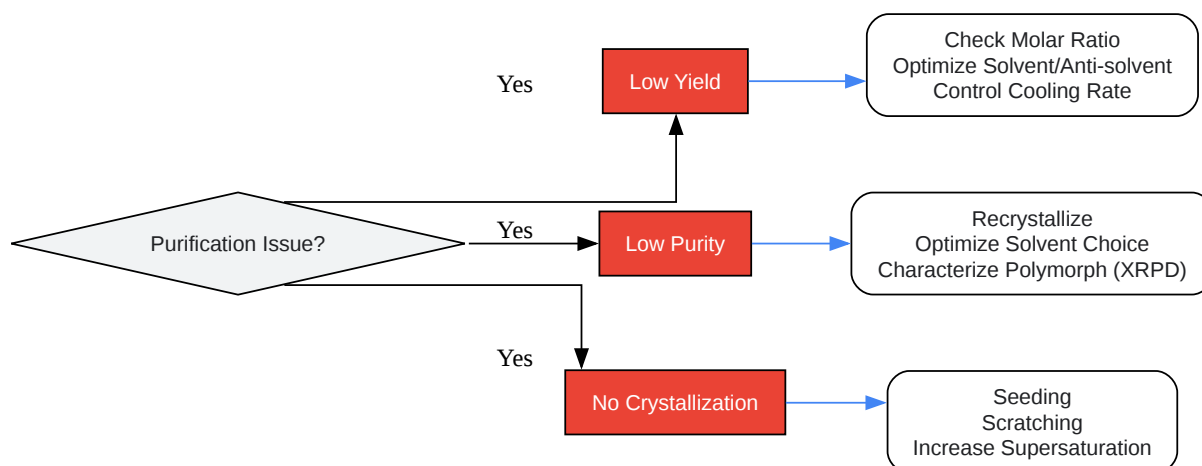 Check Molar Ratio
Optimize Solvent/Anti-solvent
Control Cooling Rate
Yes
Low Yield
Purification Issue?
Yes
Low Purity
Recrystallize
Optimize Solvent Choice
Characterize Polymorph (XRPD)
Yes
No Crystallization
Seeding
Scratching
Increase Supersaturation